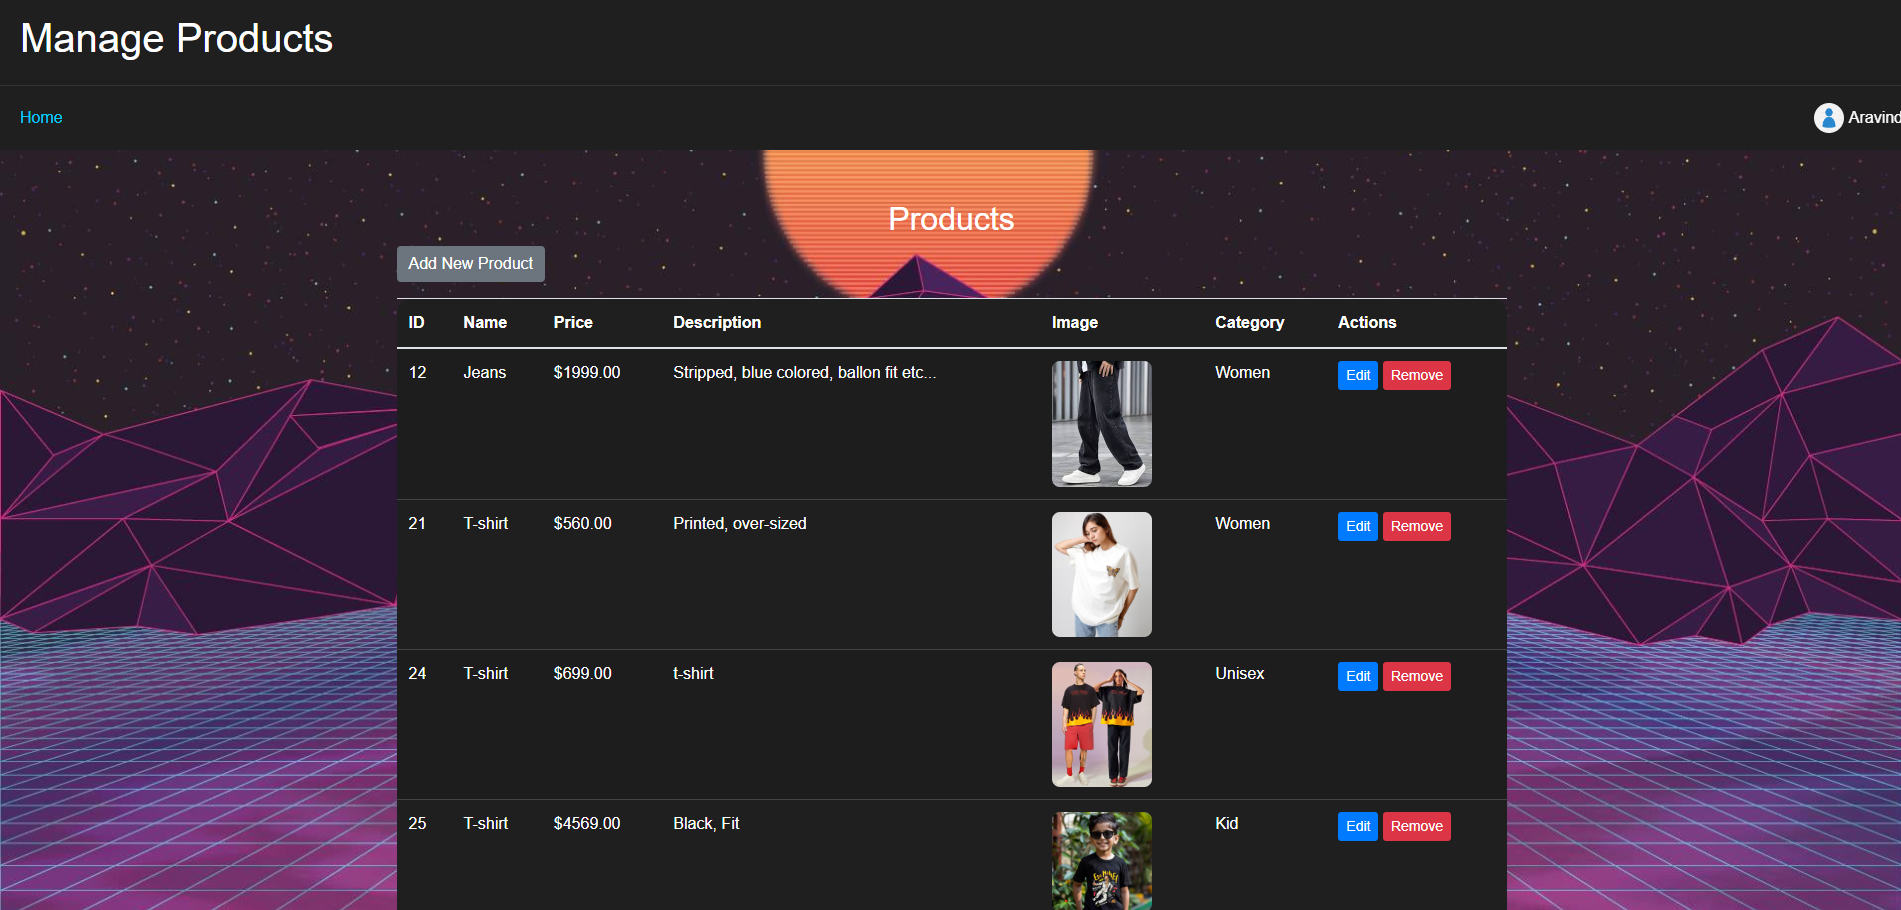 Manage Products
Home
Aravind
Products
Add New Product
ID Name Price Description Image Category Actions
12 Jeans $1999.00 Stripped, blue colored, ballon fit etc... Women Edit Remove
21 T-shirt $560.00 Printed, over-sized Women Edit Remove
24 T-shirt $699.00 t-shirt Unisex Edit Remove
25 T-shirt $4569.00 Black, Fit Kid Edit Remove